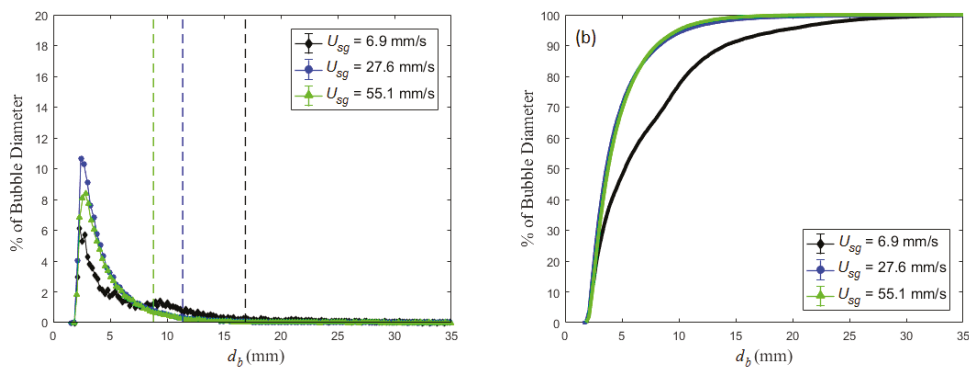 20
18
16
14
12
10
8
6
4
2
0
0 5 10 15 20 25 30 35
% of Bubble Diameter
d_b (mm)
U_sg = 6.9 mm/s
U_sg = 27.6 mm/s
U_sg = 55.1 mm/s
(b)
100
90
80
70
60
50
40
30
20
10
0
0 5 10 15 20 25 30 35
% of Bubble Diameter
d_b (mm)
U_sg = 6.9 mm/s
U_sg = 27.6 mm/s
U_sg = 55.1 mm/s